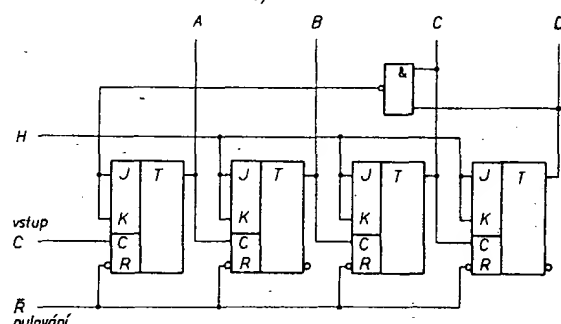 A B C D
&
H
J T J T J T J T
K K K K
vstup
C C C C C
R R R R
R̄
nulování